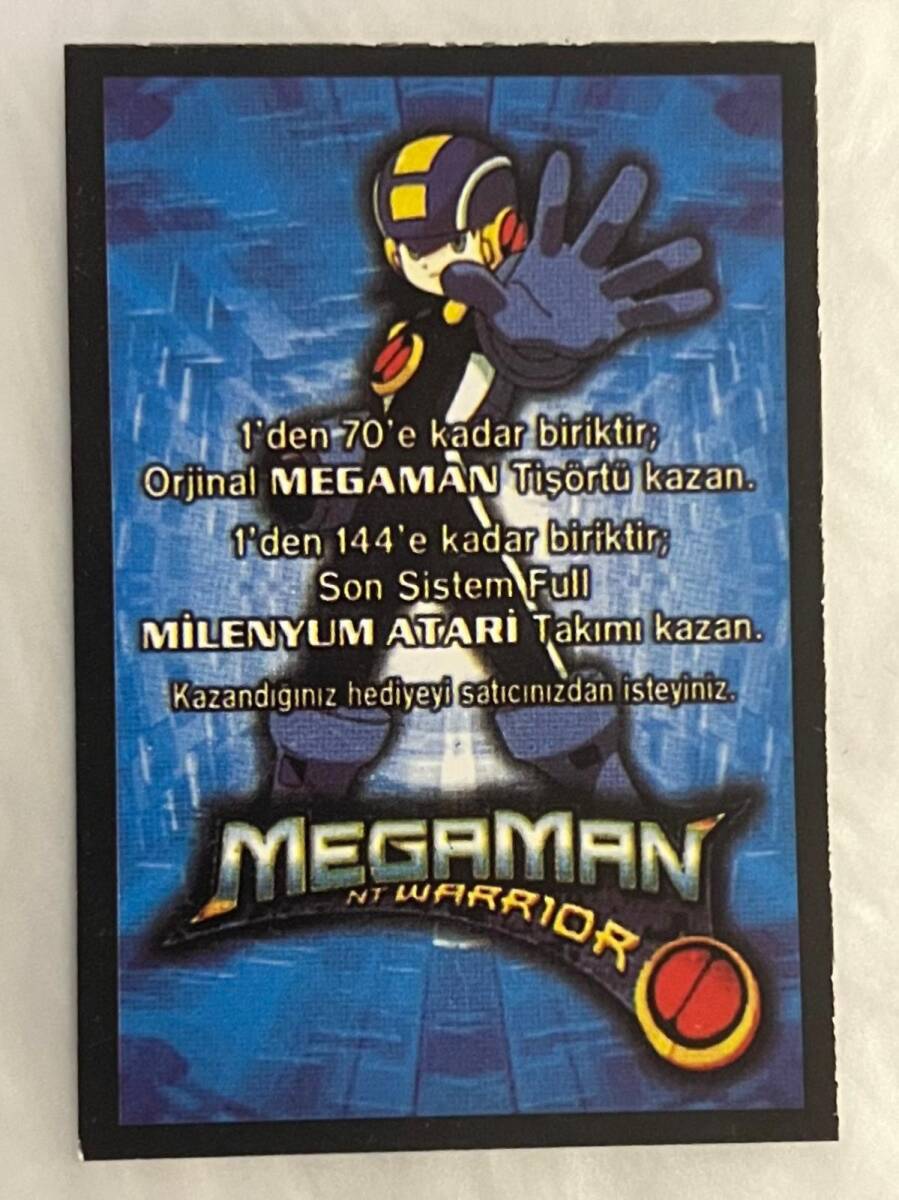 1'den 70'e kadar biriktir;
Orjinal MEGAMAN Tişörtü kazan.
1'den 144'e kadar biriktir;
Son Sistem Full
MİLENYUM ATARİ Takımı kazan.
Kazandığınız hediyeyi satıcınızdan isteyiniz.
MEGAMAN
NT WARRIOR